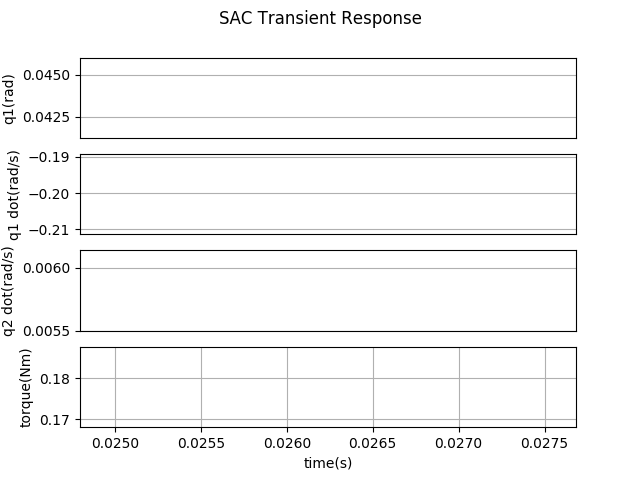 SAC Transient Response
q1(rad)
0.0450
0.0425
q1 dot(rad/s)
−0.19
−0.20
−0.21
q2 dot(rad/s)
0.0060
0.0055
torque(Nm)
0.18
0.17
0.0250 0.0255 0.0260 0.0265 0.0270 0.0275
time(s)